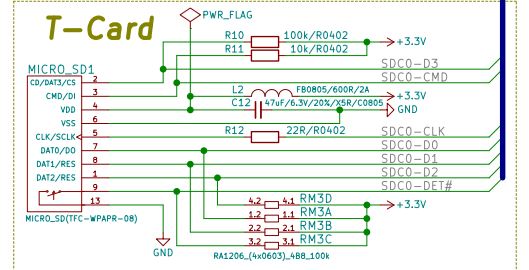 T-Card
PWR_FLAG
R10 100k/R0402
R11 10k/R0402
+3.3V
MICRO_SD1
SDC0-D3
SDC0-CMD
CD/DAT3/CS 2
CMD/DI 3
VDD 4
VSS 6
CLK/SCLK 5
DAT0/DO 7
DAT1/RES 8
DAT2/RES 1
9
13
L2 FB0805/600R/2A
+3.3V
C12 47uF/6.3V/20%/X5R/C0805
GND
R12 22R/R0402
SDC0-CLK
SDC0-D0
SDC0-D1
SDC0-D2
SDC0-DET#
4.2 4.1 RM3D
+3.3V
1.2 1.1 RM3A
2.2 2.1 RM3B
3.2 3.1 RM3C
MICRO_SD(TFC-WPAPR-08)
GND
RA1206_(4x0603)_4B8_100k